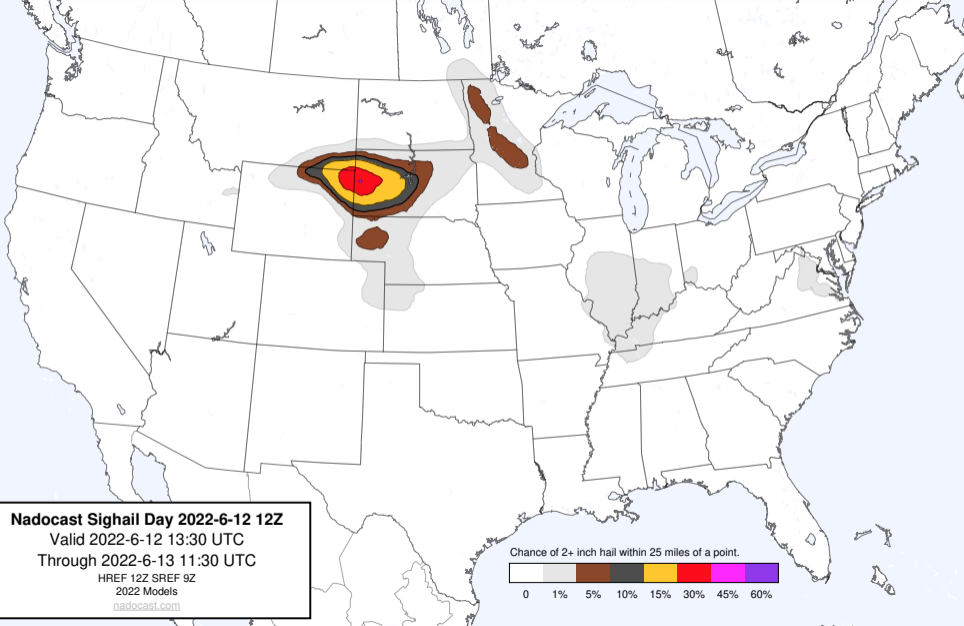 Nadocast Sighail Day 2022-6-12 12Z
Valid 2022-6-12 13:30 UTC
Through 2022-6-13 11:30 UTC
HREF 12Z SREF 9Z
2022 Models
nadocast.com
Chance of 2+ inch hail within 25 miles of a point.
0 1% 5% 10% 15% 30% 45% 60%